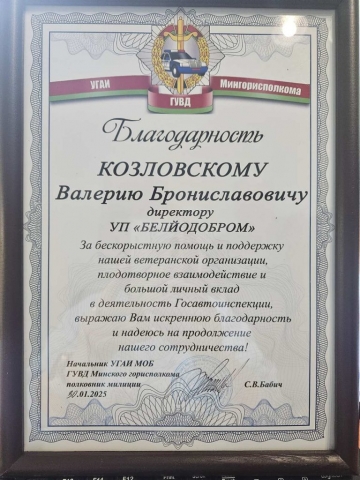 УГАИ
ГУВД
Мингорисполкома
Благодарность
КОЗЛОВСКОМУ
Валерию Брониславовичу
директору
УП «БЕЛЙОДОБРОМ»
За бескорыстную помощь и поддержку
нашей ветеранской организации,
плодотворное взаимодействие и
большой личный вклад
в деятельность Госавтоинспекции,
выражаю Вам искреннюю благодарность
и надеюсь на продолжение
нашего сотрудничества!
Начальник УГАИ МОБ
ГУВД Минского горисполкома
полковник милиции
С.В.Бабич
.01.2025